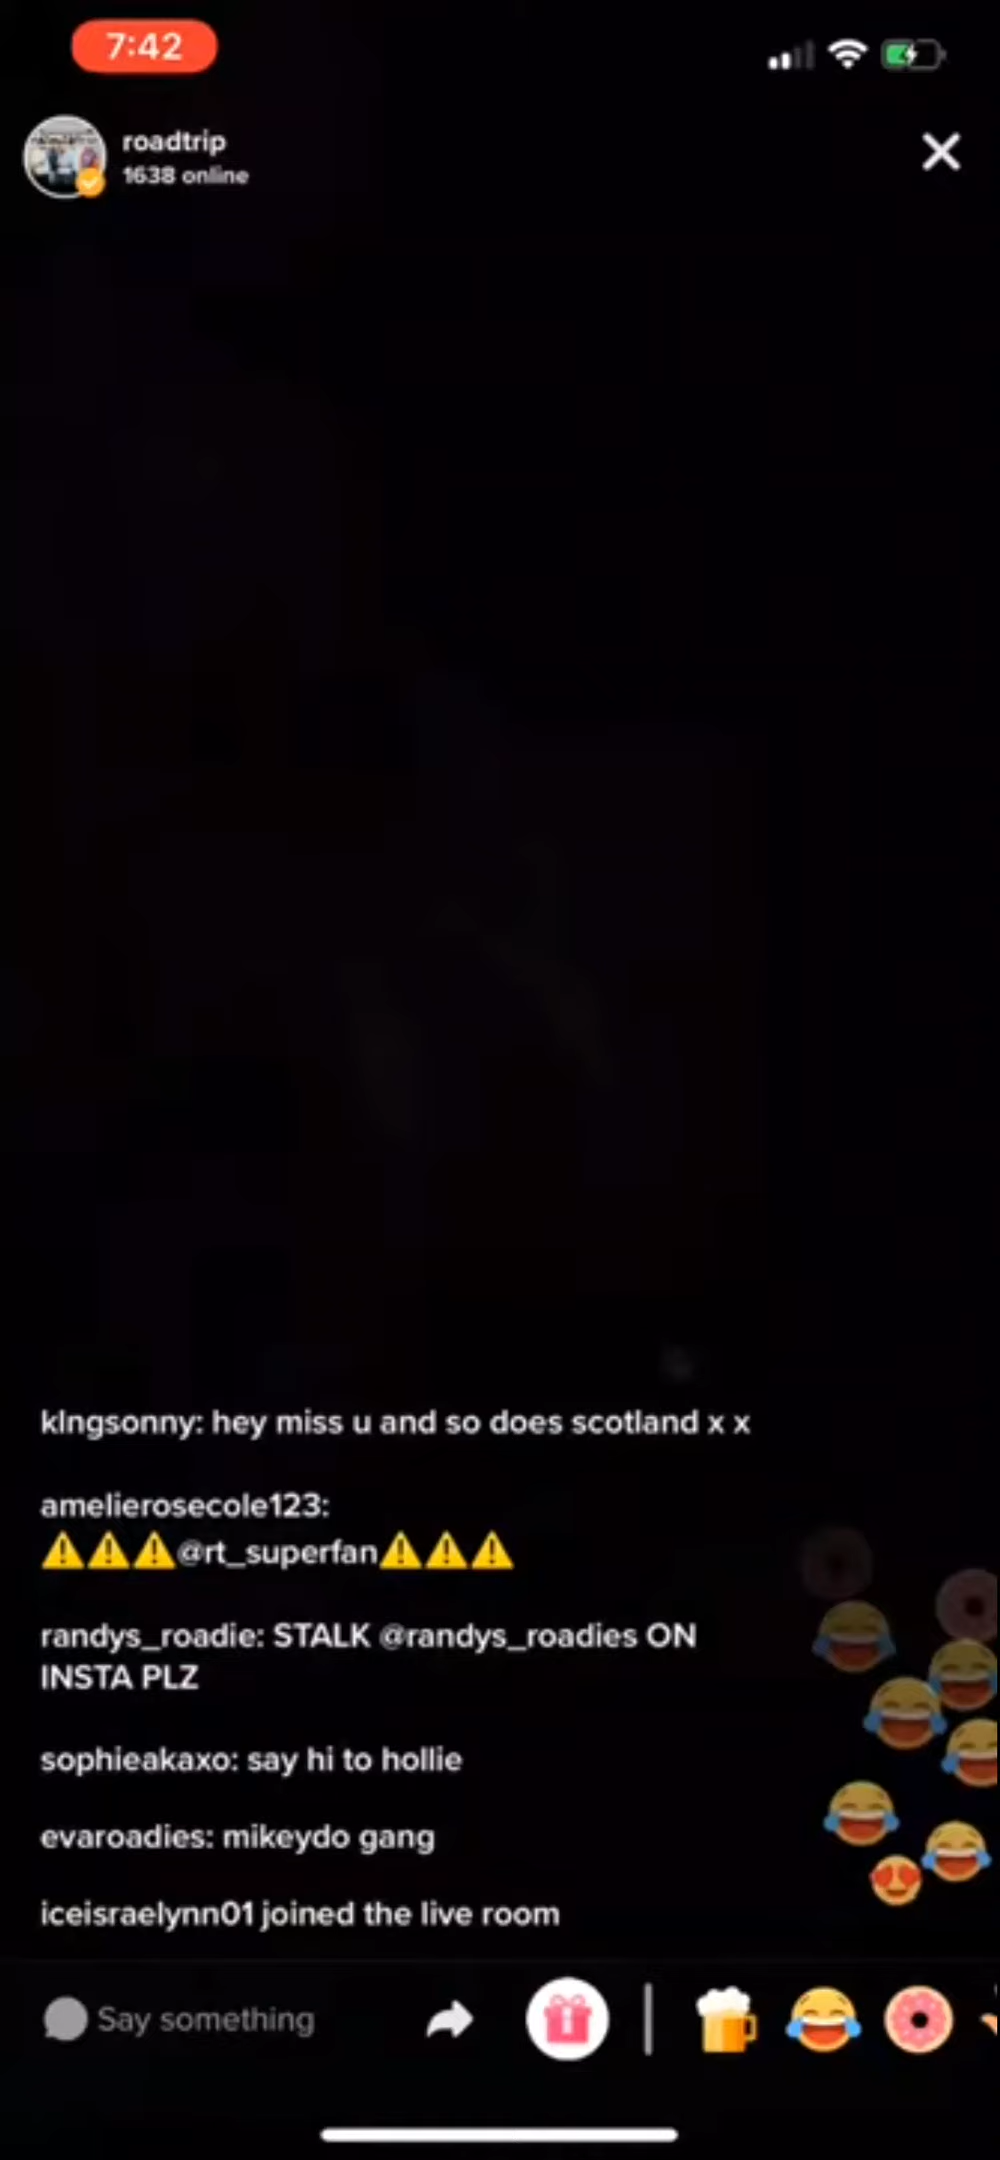 7:42
roadtrip
1638 online
klngsonny: hey miss u and so does scotland x x
amelierosecole123:
⚠️⚠️⚠️@rt_superfan⚠️⚠️⚠️
randys_roadie: STALK @randys_roadies ON
INSTA PLZ
sophieakaxo: say hi to hollie
evaroadies: mikeydo gang
iceisraelynn01 joined the live room
Say something